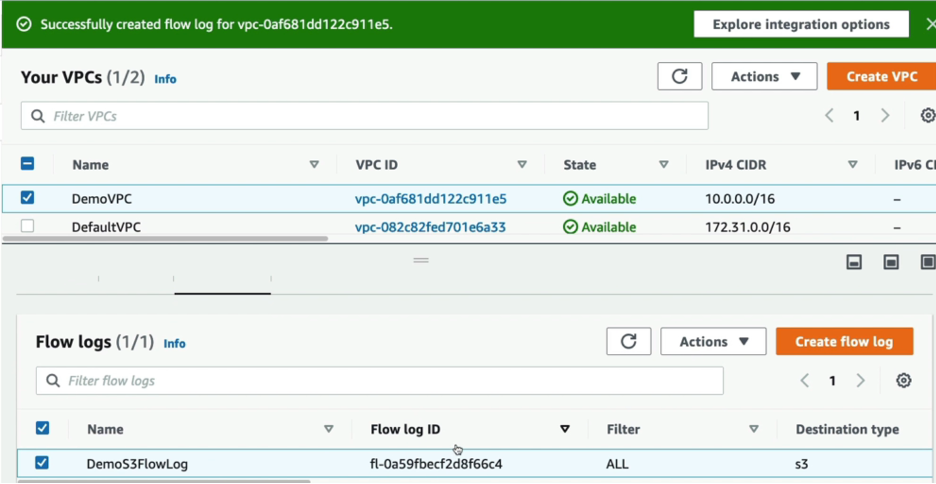 Successfully created flow log for vpc-0af681dd122c911e5. Explore integration options
Your VPCs (1/2) Info Actions Create VPC
Filter VPCs 1
Name VPC ID State IPv4 CIDR IPv6 CI
DemoVPC vpc-0af681dd122c911e5 Available 10.0.0.0/16 –
DefaultVPC vpc-082c82fed701e6a33 Available 172.31.0.0/16 –
Flow logs (1/1) Info Actions Create flow log
Filter flow logs 1
Name Flow log ID Filter Destination type
DemoS3FlowLog fl-0a59fbecf2d8f66c4 ALL s3